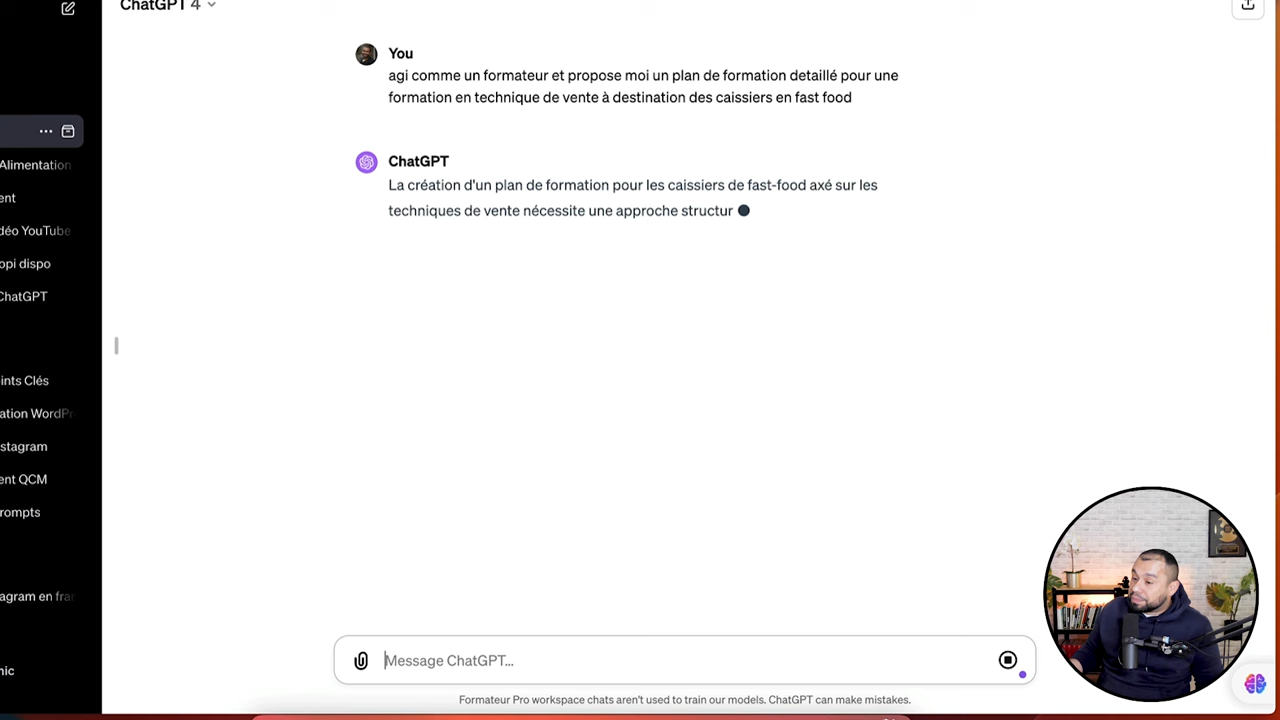 ChatGPT 4
You
agi comme un formateur et propose moi un plan de formation detaillé pour une
formation en technique de vente à destination des caissiers en fast food
ChatGPT
La création d'un plan de formation pour les caissiers de fast-food axé sur les
techniques de vente nécessite une approche structur
Alimentation
ent
déo YouTube
opi dispo
ChatGPT
ints Clés
ation WordPr
stagram
ent QCM
rompts
agram en fran
nic
Message ChatGPT...
Formateur Pro workspace chats aren't used to train our models. ChatGPT can make mistakes.